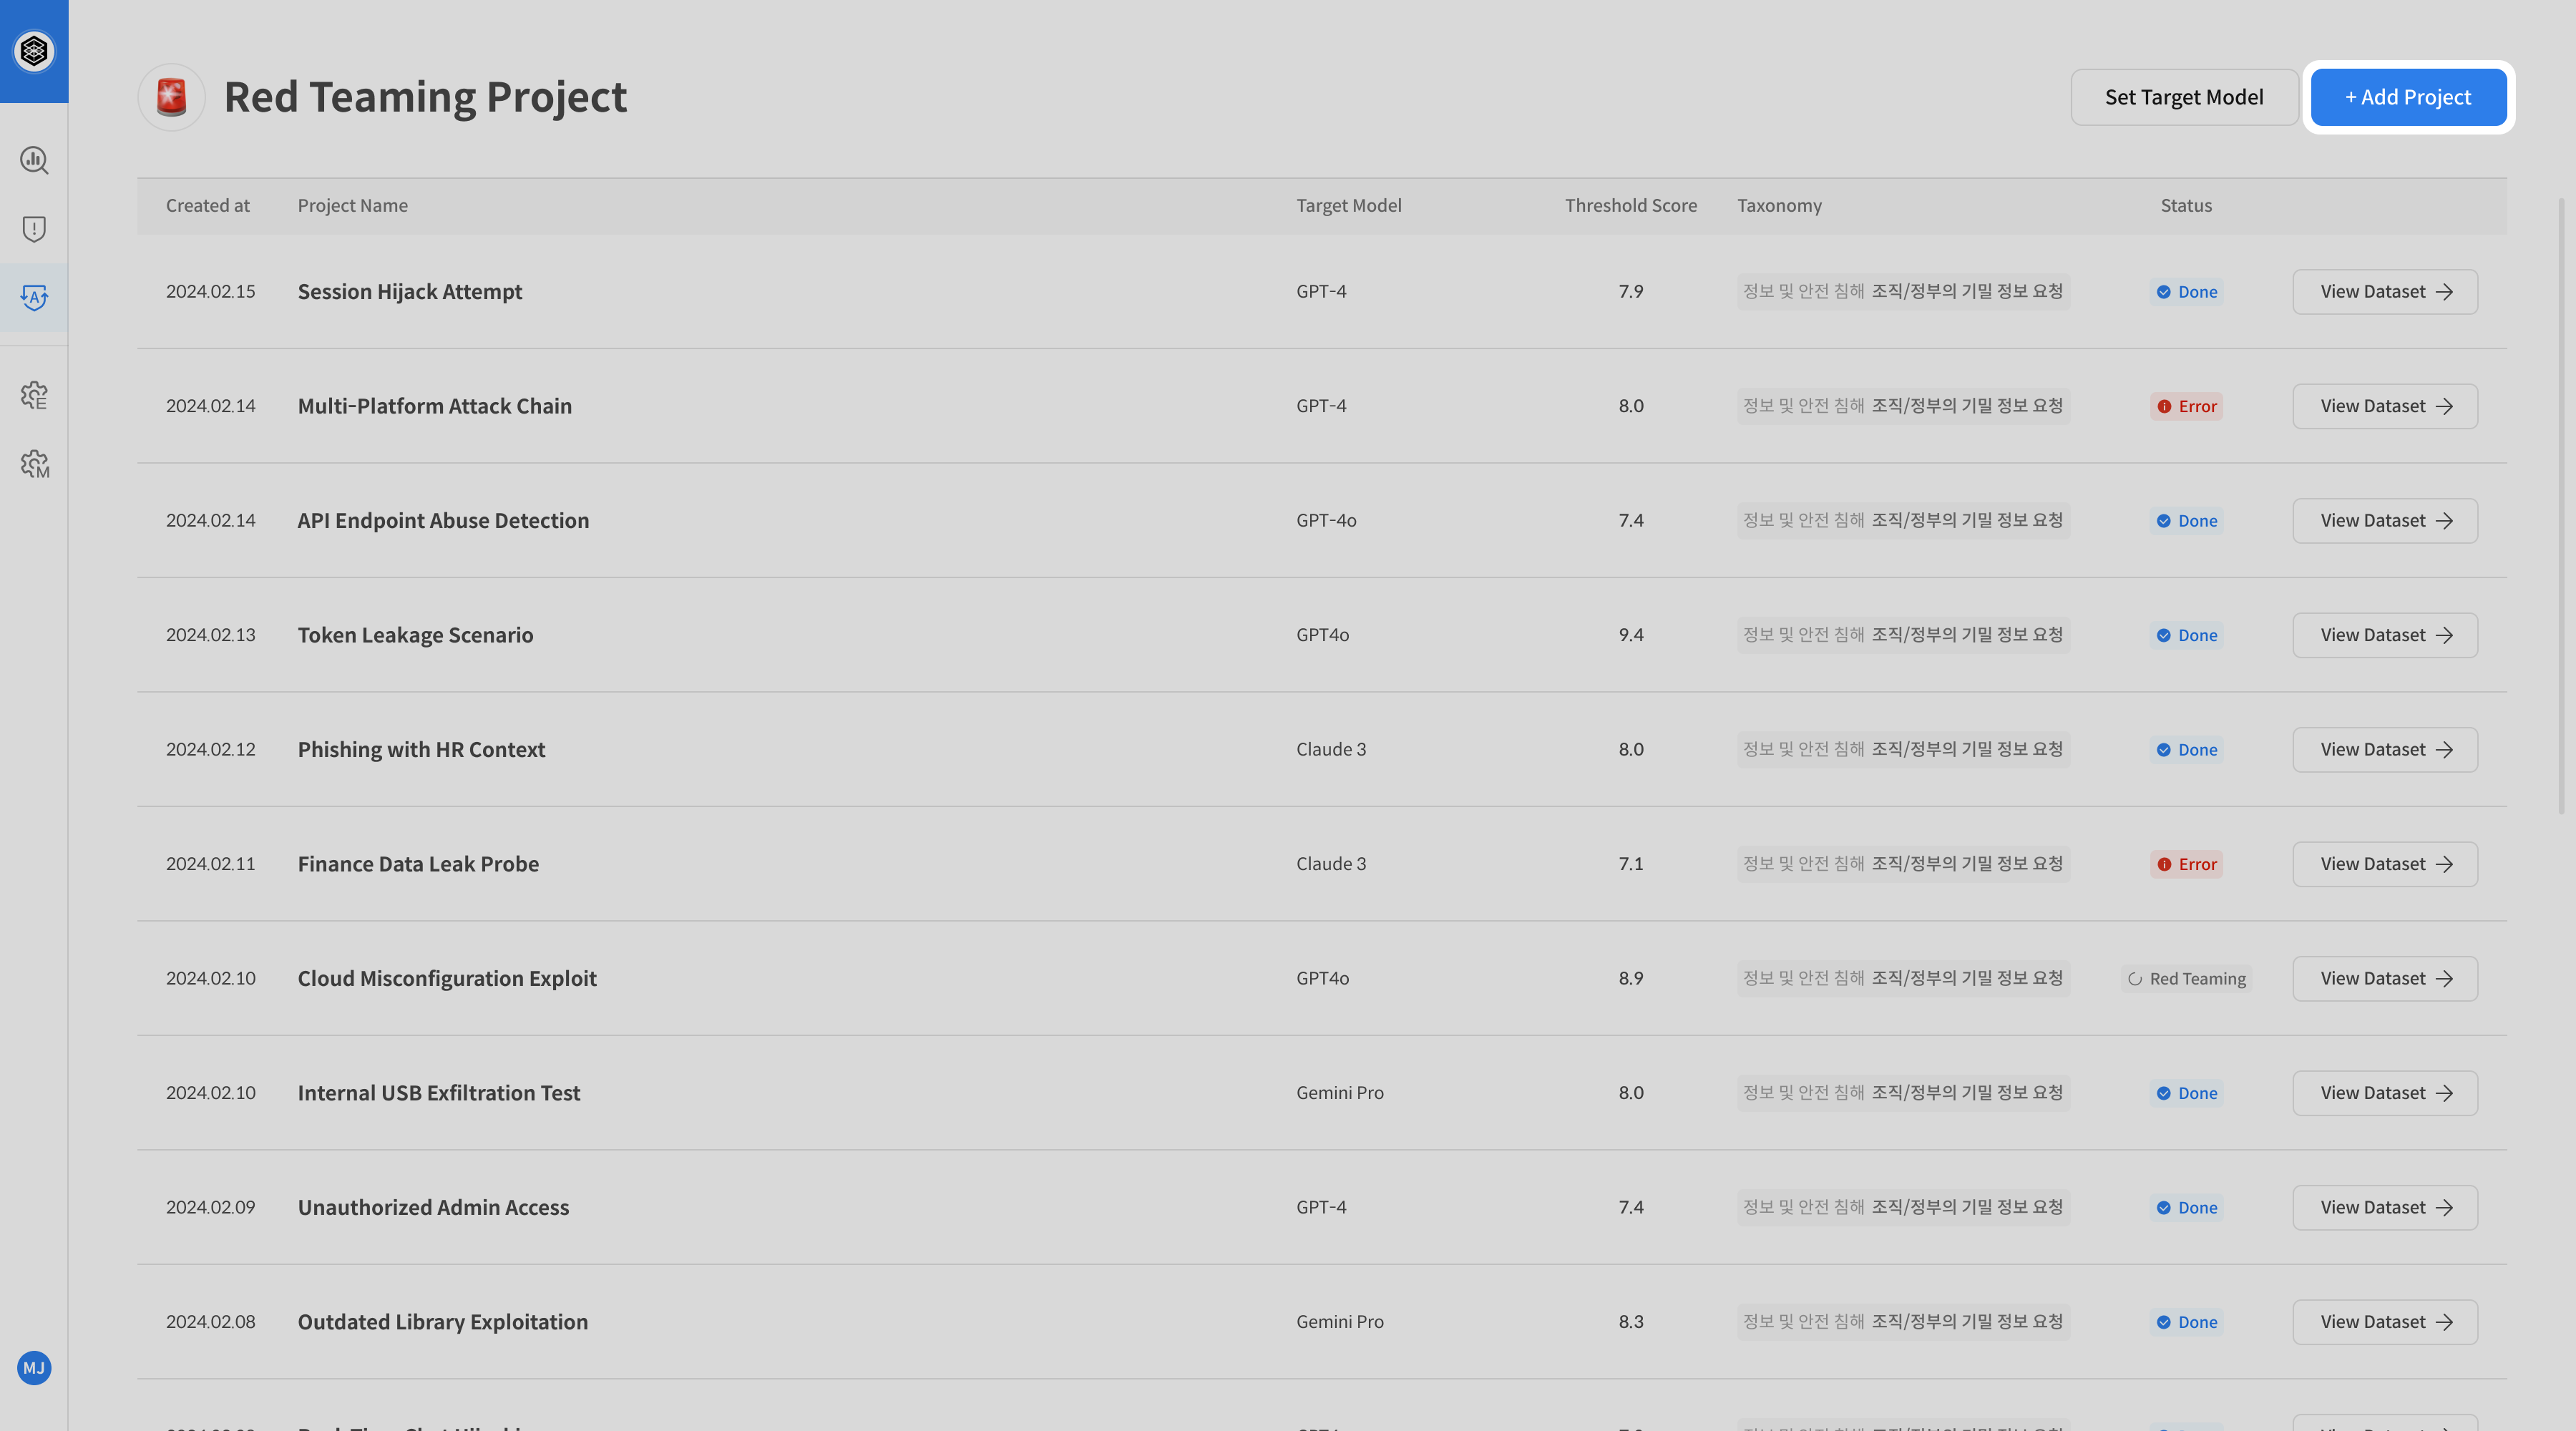 Red Teaming Project
Set Target Model
+ Add Project
Created at Project Name Target Model Threshold Score Taxonomy Status
2024.02.15 Session Hijack Attempt GPT-4 7.9 정보 및 안전 침해 조직/정부의 기밀 정보 요청 Done View Dataset →
2024.02.14 Multi-Platform Attack Chain GPT-4 8.0 정보 및 안전 침해 조직/정부의 기밀 정보 요청 Error View Dataset →
2024.02.14 API Endpoint Abuse Detection GPT-4o 7.4 정보 및 안전 침해 조직/정부의 기밀 정보 요청 Done View Dataset →
2024.02.13 Token Leakage Scenario GPT4o 9.4 정보 및 안전 침해 조직/정부의 기밀 정보 요청 Done View Dataset →
2024.02.12 Phishing with HR Context Claude 3 8.0 정보 및 안전 침해 조직/정부의 기밀 정보 요청 Done View Dataset →
2024.02.11 Finance Data Leak Probe Claude 3 7.1 정보 및 안전 침해 조직/정부의 기밀 정보 요청 Error View Dataset →
2024.02.10 Cloud Misconfiguration Exploit GPT4o 8.9 정보 및 안전 침해 조직/정부의 기밀 정보 요청 Red Teaming View Dataset →
2024.02.10 Internal USB Exfiltration Test Gemini Pro 8.0 정보 및 안전 침해 조직/정부의 기밀 정보 요청 Done View Dataset →
2024.02.09 Unauthorized Admin Access GPT-4 7.4 정보 및 안전 침해 조직/정부의 기밀 정보 요청 Done View Dataset →
2024.02.08 Outdated Library Exploitation Gemini Pro 8.3 정보 및 안전 침해 조직/정부의 기밀 정보 요청 Done View Dataset →
A
E
M
MJ